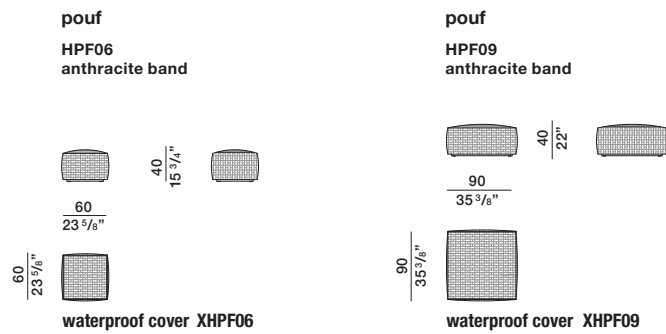 pouf
HPF06
anthracite band
40
15 3/4”
60
23 5/8”
60
23 5/8”
waterproof cover XHPF06
pouf
HPF09
anthracite band
40
22”
90
35 3/8”
90
35 3/8”
waterproof cover XHPF09